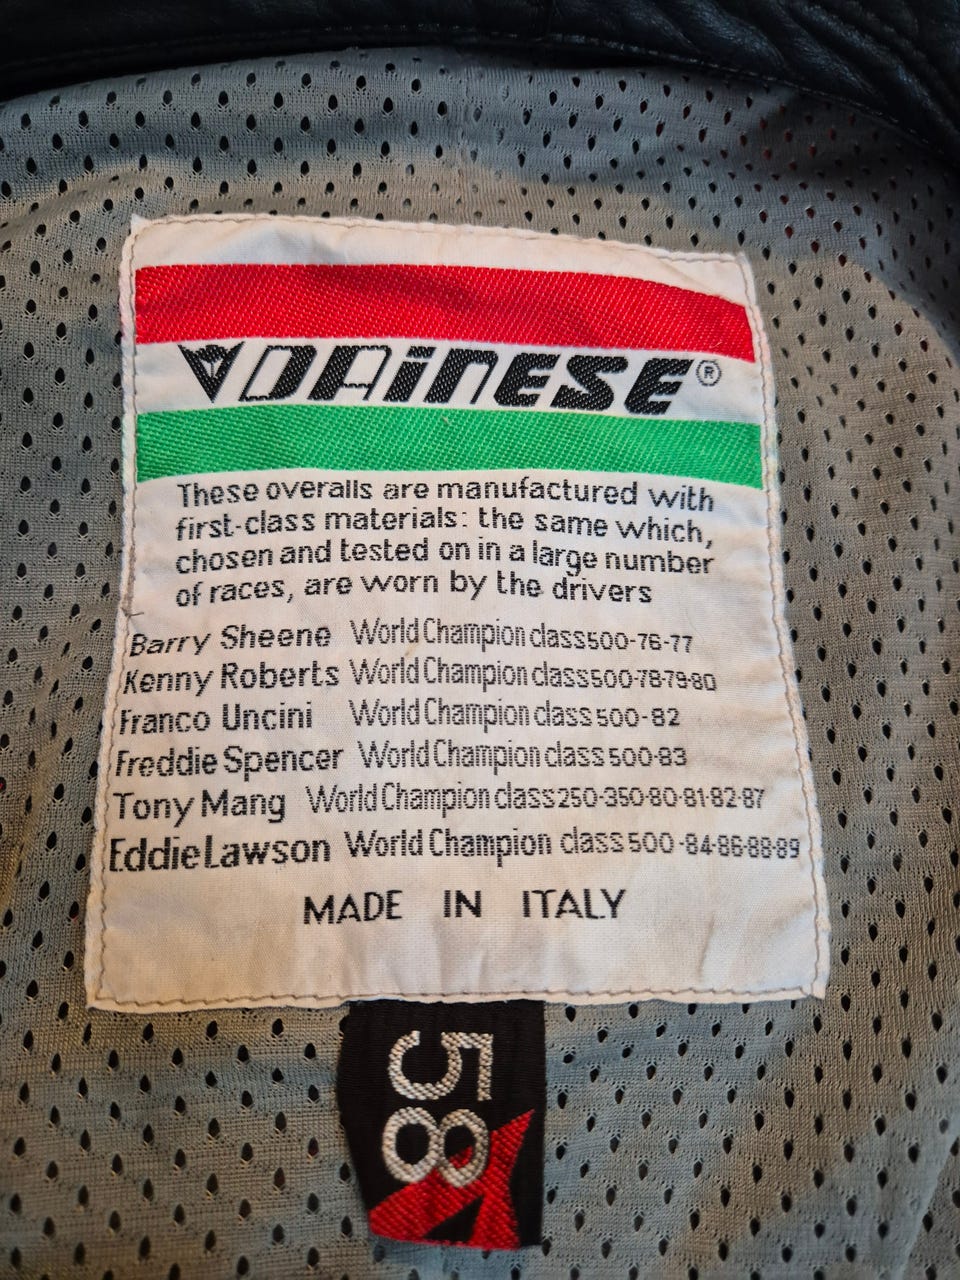 DAINESE ®
These overalls are manufactured with
first-class materials: the same which,
chosen and tested on in a large number
of races, are worn by the drivers
Barry Sheene World Champion class 500-76-77
Kenny Roberts World Champion class 500-78-79-80
Franco Uncini World Champion class 500-82
Freddie Spencer World Champion class 500-83
Tony Mang World Champion class 250-350-80-81-82-87
Eddie Lawson World Champion class 500-84-86-88-89
MADE IN ITALY
58